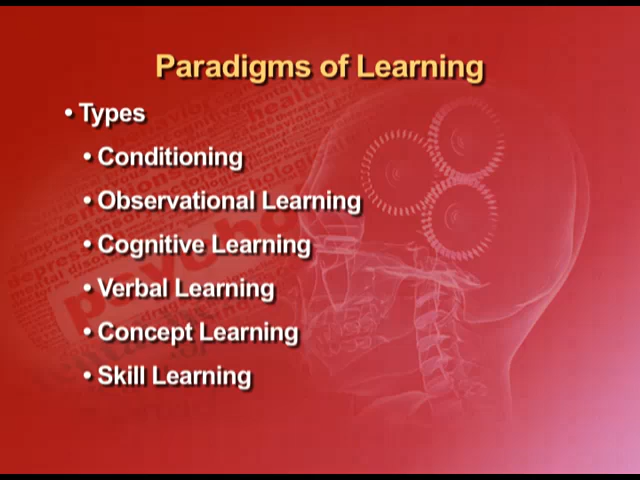 Paradigms of Learning
• Types
• Conditioning
• Observational Learning
• Cognitive Learning
• Verbal Learning
• Concept Learning
• Skill Learning